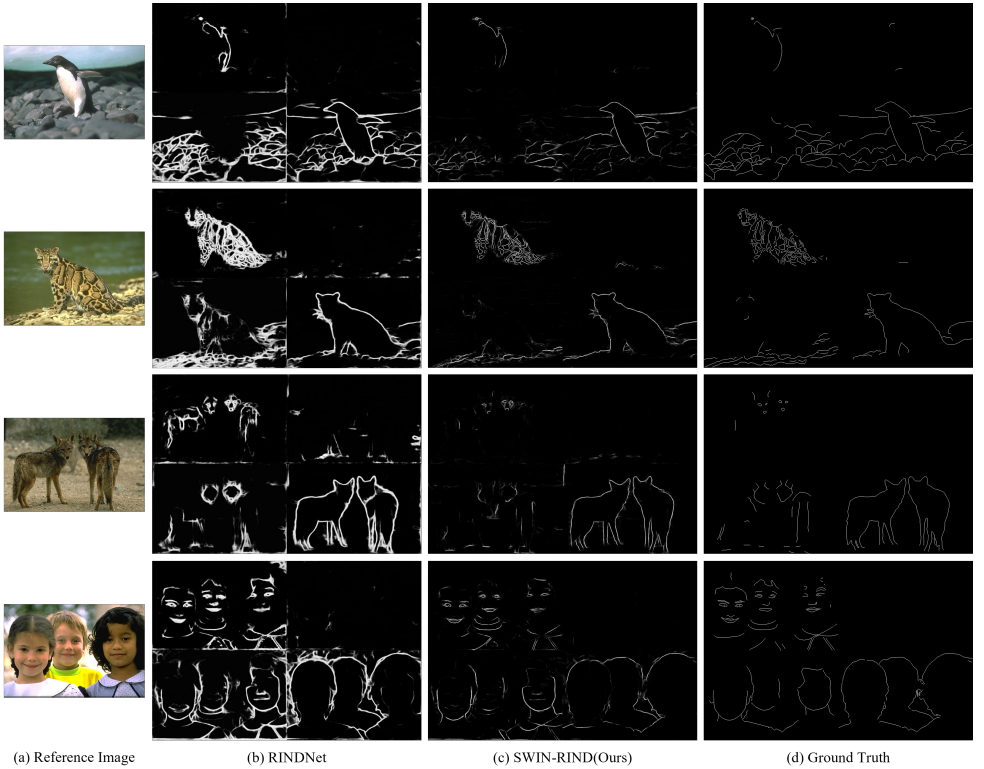 (a) Reference Image
(b) RINDNet
(c) SWIN-RIND(Ours)
(d) Ground Truth